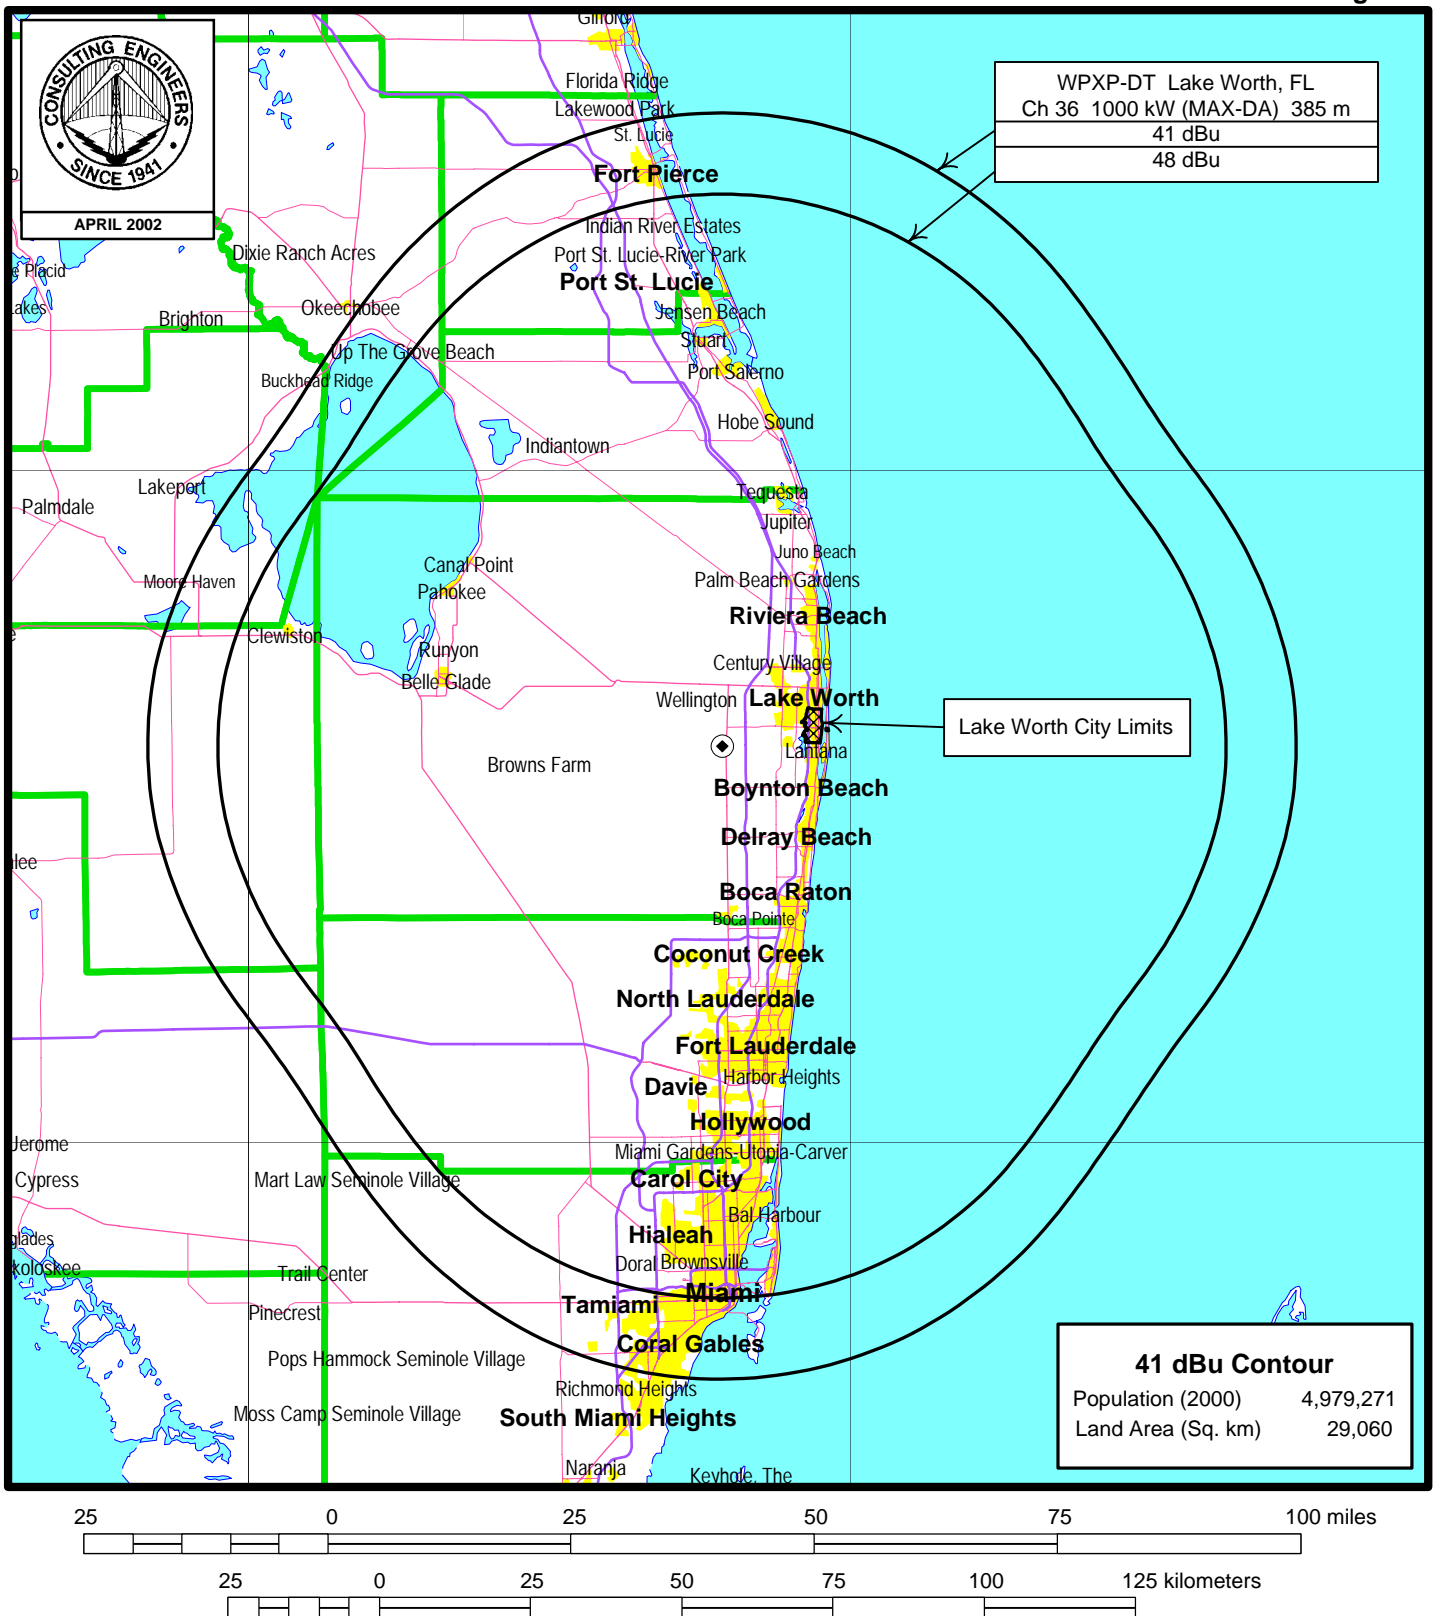 g
Gifford
CONSULTING ENGINEERS
• SINCE 1941 •
APRIL 2002
Florida Ridge
Lakewood Park
St. Lucie
Fort Pierce
WPXP-DT Lake Worth, FL
Ch 36 1000 kW (MAX-DA) 385 m
41 dBu
48 dBu
Indian River Estates
Dixie Ranch Acres
Port St. Lucie-River Park
e Placid
Port St. Lucie
akes
Okeechobee
Brighton
Jensen Beach
Stuart
Up The Grove Beach
Port Salerno
Buckhead Ridge
Hobe Sound
Indiantown
Lakeport
Tequesta
Palmdale
Jupiter
Juno Beach
Canal Point
Moore Haven
Palm Beach Gardens
Pahokee
Riviera Beach
e
Clewiston
Runyon
Century Village
Belle Glade
Wellington
Lake Worth
Lake Worth City Limits
Lantana
Browns Farm
Boynton Beach
Delray Beach
lee
Boca Raton
Boca Pointe
Coconut Creek
North Lauderdale
Fort Lauderdale
Harbor Heights
Davie
Hollywood
Jerome
Miami Gardens-Utopia-Carver
Cypress
Mart Law Seminole Village
Carol City
Bal Harbour
glades
Hialeah
koloskee
Doral
Brownsville
Trail Center
Miami
Tamiami
Pinecrest
Coral Gables
Pops Hammock Seminole Village
Richmond Heights
Moss Camp Seminole Village
South Miami Heights
Naranja
Keyhole, The
41 dBu Contour
Population (2000) 4,979,271
Land Area (Sq. km) 29,060
25 0 25 50 75 100 miles
25 0 25 50 75 100 125 kilometers